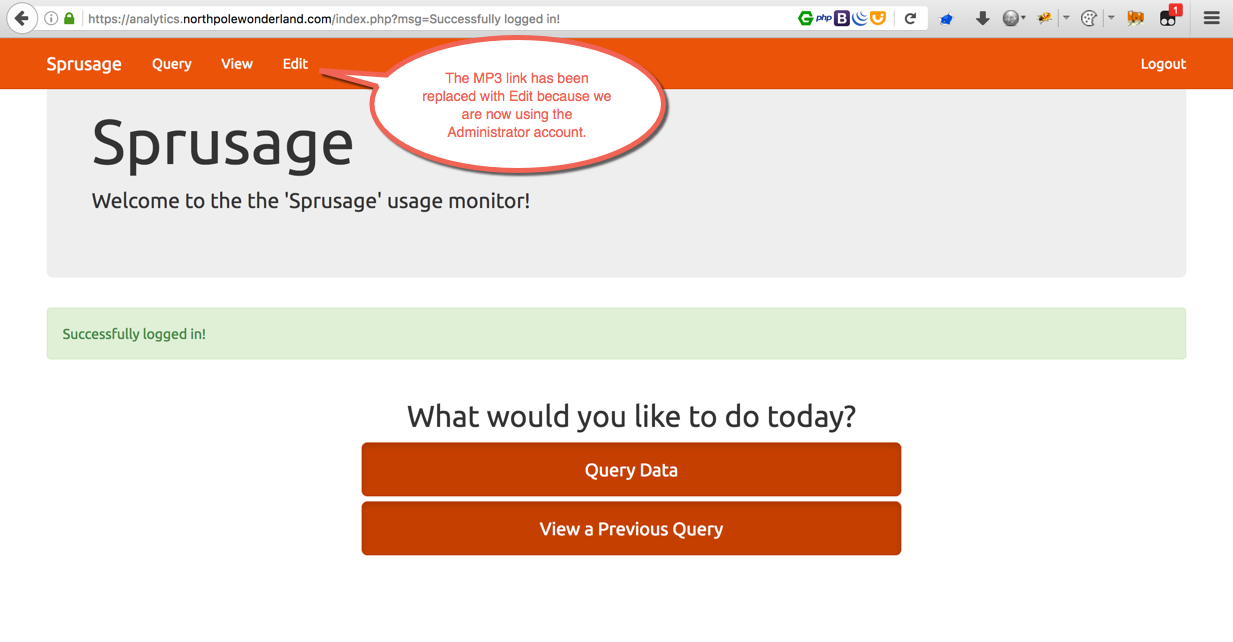 https://analytics.northpolewonderland.com/index.php?msg=Successfully logged in!
php
B
1
Sprusage Query View Edit Logout
The MP3 link has been
replaced with Edit because we
are now using the
Administrator account.
Sprusage
Welcome to the the 'Sprusage' usage monitor!
Successfully logged in!
What would you like to do today?
Query Data
View a Previous Query